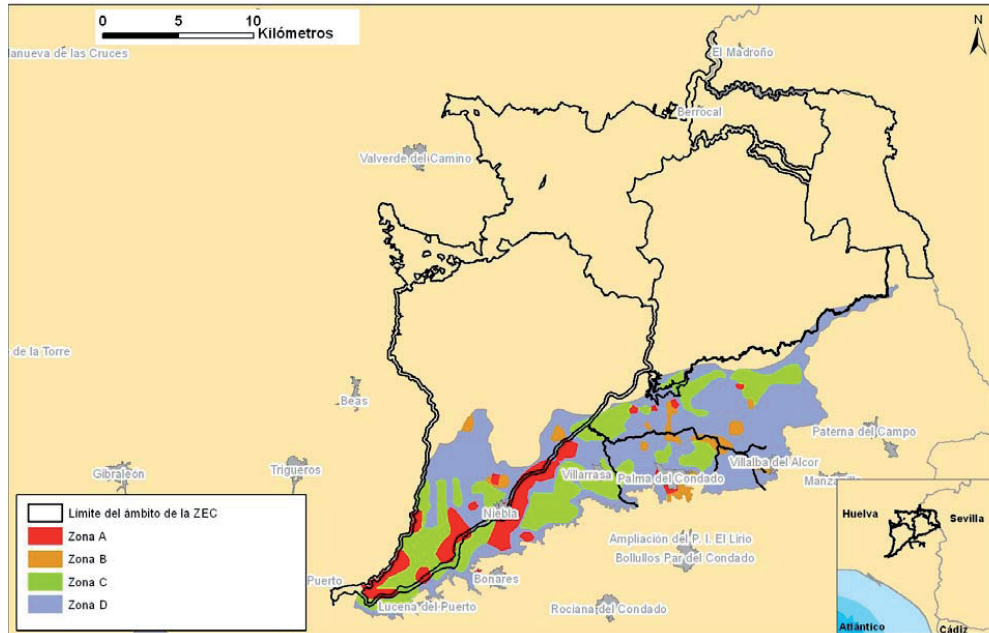 0 5 10
Kilómetros
N
lanueva de las Cruces
El Madroño
Berrocal
Valverde del Camino
de la Torre
Beas
Paterna del Campo
Gibraleón
Trigueros
Villarrasa
Palma del Condado
Villalba del Alcor
Manzanilla
Niebla
Ampliación del P. I. El Lirio
Bollullos Par del Condado
Puerto
Bonares
Lucena del Puerto
Rociana del Condado
Límite del ámbito de la ZEC
Zona A
Zona B
Zona C
Zona D
Huelva
Sevilla
Atlántico
Cádiz